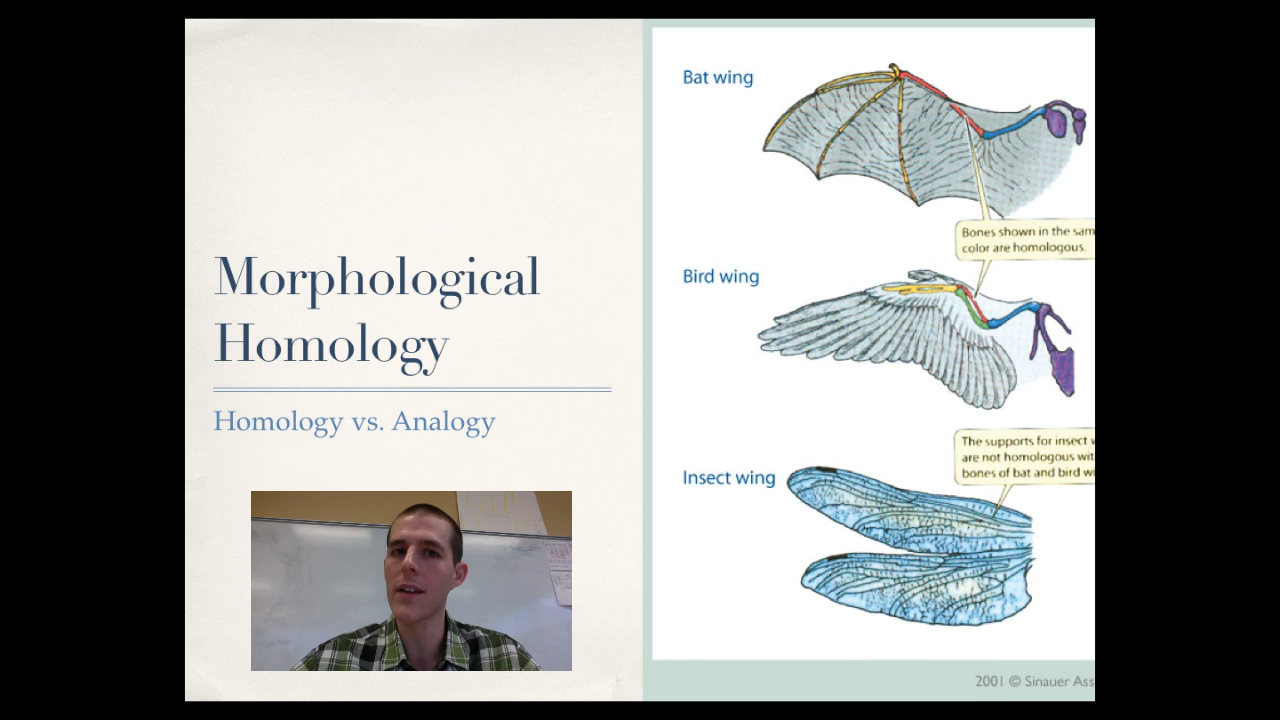 Morphological
Homology
Homology vs. Analogy
Bat wing
Bones shown in the sam
color are homologous.
Bird wing
The supports for insect w
are not homologous wit
bones of bat and bird wi
Insect wing
2001 © Sinauer Ass